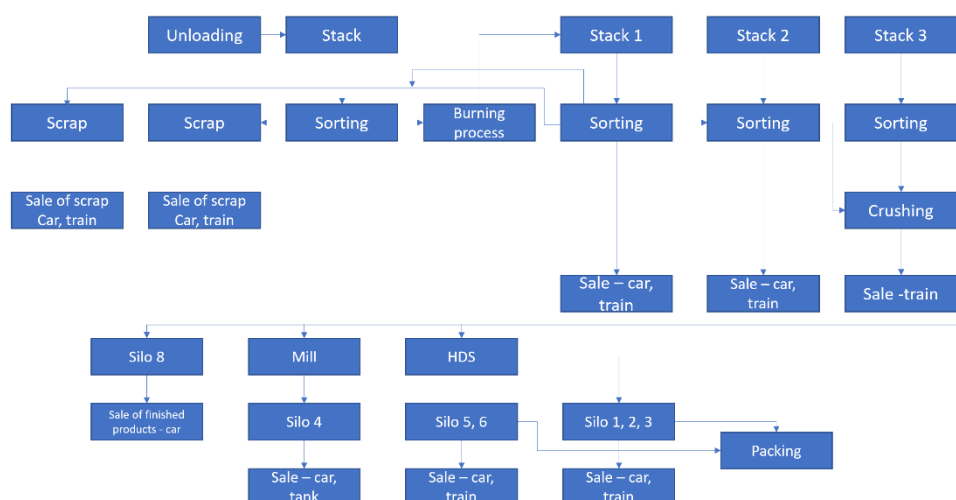 Unloading
Stack
Stack 1
Stack 2
Stack 3
Scrap
Scrap
Sorting
Burning
process
Sorting
Sorting
Sorting
Sale of scrap
Car, train
Sale of scrap
Car, train
Crushing
Sale – car,
train
Sale – car,
train
Sale -train
Silo 8
Mill
HDS
Sale of finished
products - car
Silo 4
Silo 5, 6
Silo 1, 2, 3
Packing
Sale – car,
tank
Sale – car,
train
Sale – car,
train